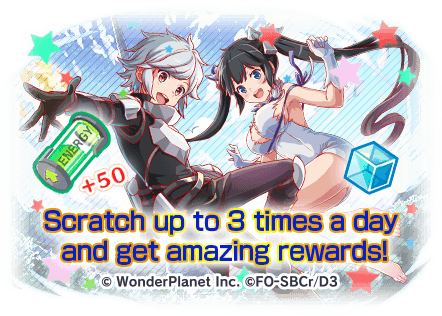 ENERGY
+50
Scratch up to 3 times a day
and get amazing rewards!
© WonderPlanet Inc. ©FO-SBCr/D3